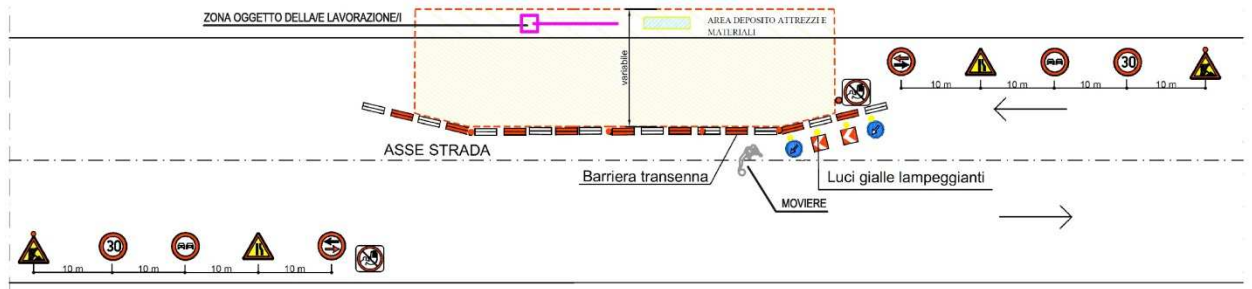 ZONA OGGETTO DELLA/E LAVORAZIONE/I
AREA DEPOSITO ATTREZZI E
MATERIALI
variabile
30
10 m
10 m
10 m
10 m
ASSE STRADA
Barriera transenna
Luci gialle lampeggianti
MOVIERE
30
10 m
10 m
10 m
10 m